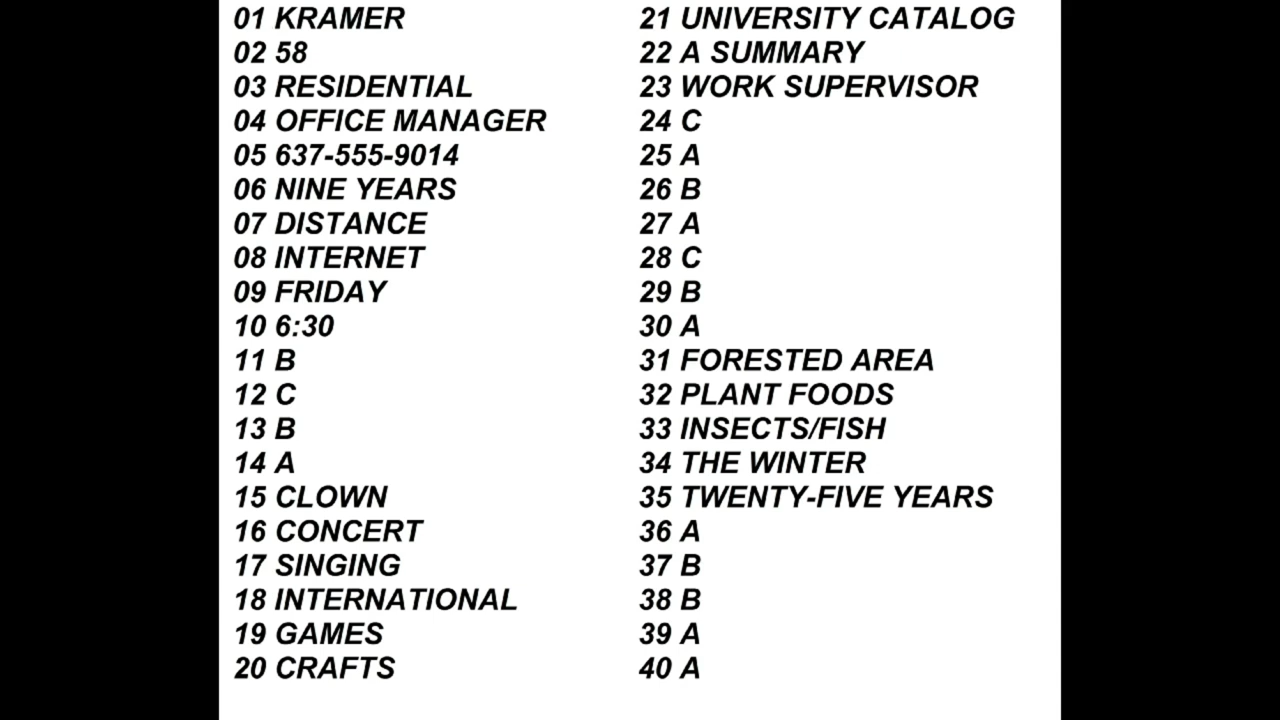 01 KRAMER
02 58
03 RESIDENTIAL
04 OFFICE MANAGER
05 637-555-9014
06 NINE YEARS
07 DISTANCE
08 INTERNET
09 FRIDAY
10 6:30
11 B
12 C
13 B
14 A
15 CLOWN
16 CONCERT
17 SINGING
18 INTERNATIONAL
19 GAMES
20 CRAFTS
21 UNIVERSITY CATALOG
22 A SUMMARY
23 WORK SUPERVISOR
24 C
25 A
26 B
27 A
28 C
29 B
30 A
31 FORESTED AREA
32 PLANT FOODS
33 INSECTS/FISH
34 THE WINTER
35 TWENTY-FIVE YEARS
36 A
37 B
38 B
39 A
40 A